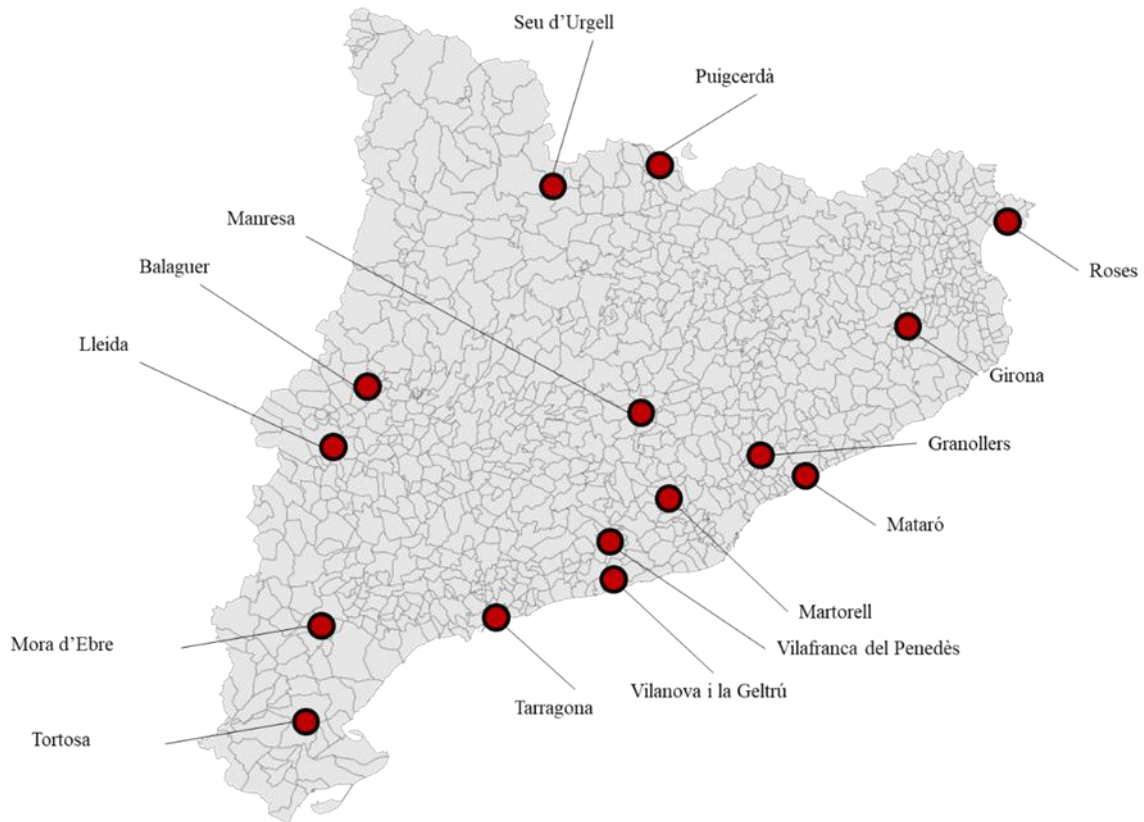 Seu d’Urgell
Puigcerdà
Manresa
Balaguer
Roses
Lleida
Girona
Granollers
Mataró
Martorell
Mora d’Ebre
Vilafranca del Penedès
Vilanova i la Geltrú
Tarragona
Tortosa